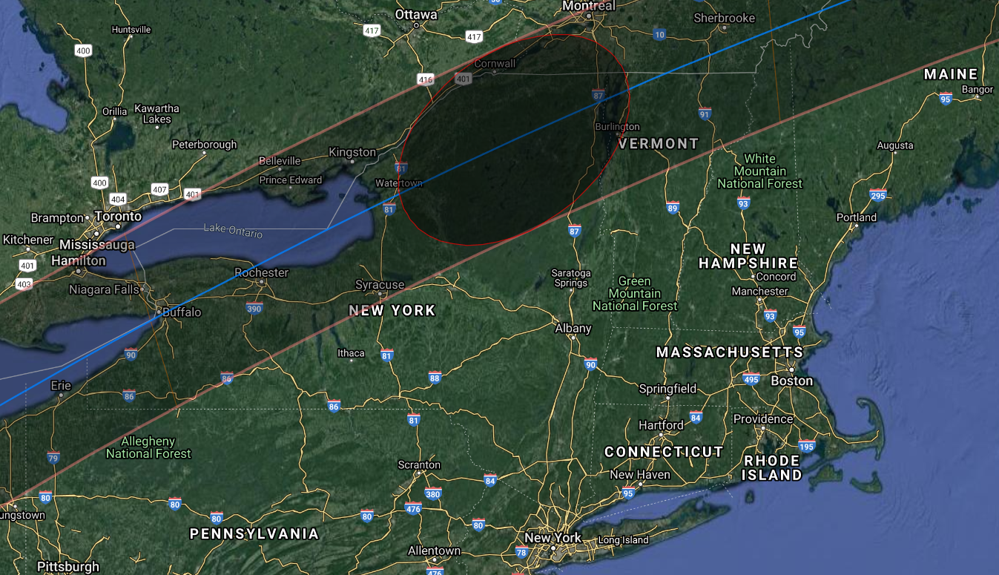 Ottawa
Montreal
Sherbrooke
Huntsville
417
417
10
400
Cornwall
416
401
MAINE
Bangor
87
95
Orillia
Kawartha
Lakes
91
Burlington
VERMONT
Peterborough
Augusta
Kingston
Belleville
81
White
Mountain
National Forest
Prince Edward
Watertown
400
407
401
404
295
93
89
81
Brampton
Toronto
Portland
Lake Ontario
87
Kitchener
Mississauga
NEW
HAMPSHIRE
401
Hamilton
403
Rochester
Concord
Saratoga
Springs
Niagara Falls
Syracuse
Green
Mountain
National Forest
Manchester
390
Buffalo
NEW YORK
93
95
Albany
Ithaca
90
81
MASSACHUSETTS
90
86
88
495
Boston
Erie
Springfield
86
86
81
84
Providence
Hartford
Allegheny
National Forest
195
CONNECTICUT
79
RHODE
ISLAND
Scranton
84
New Haven
380
95
80
80
476
80
80
80
ungstown
PENNSYLVANIA
New York
Long Island
Allentown
78
Pittsburgh
476